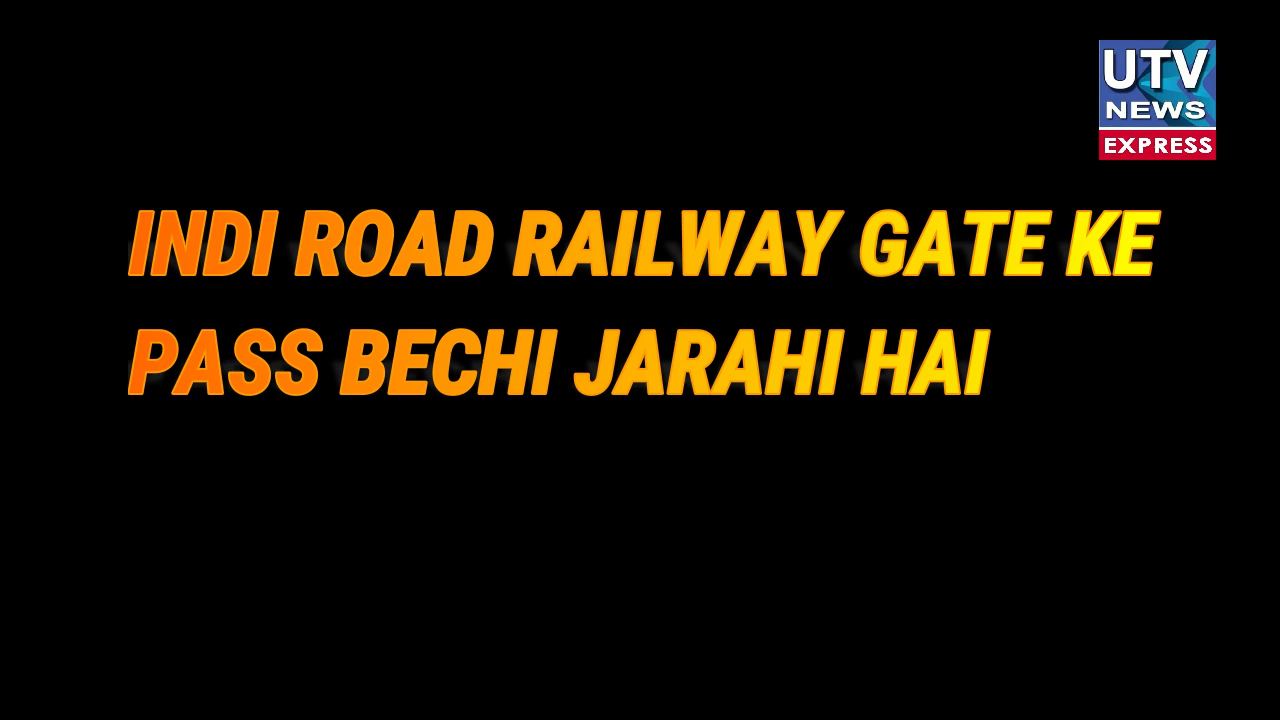 UTV
NEWS
EXPRESS
INDI ROAD RAILWAY GATE KE
PASS BECHI JARAHI HAI